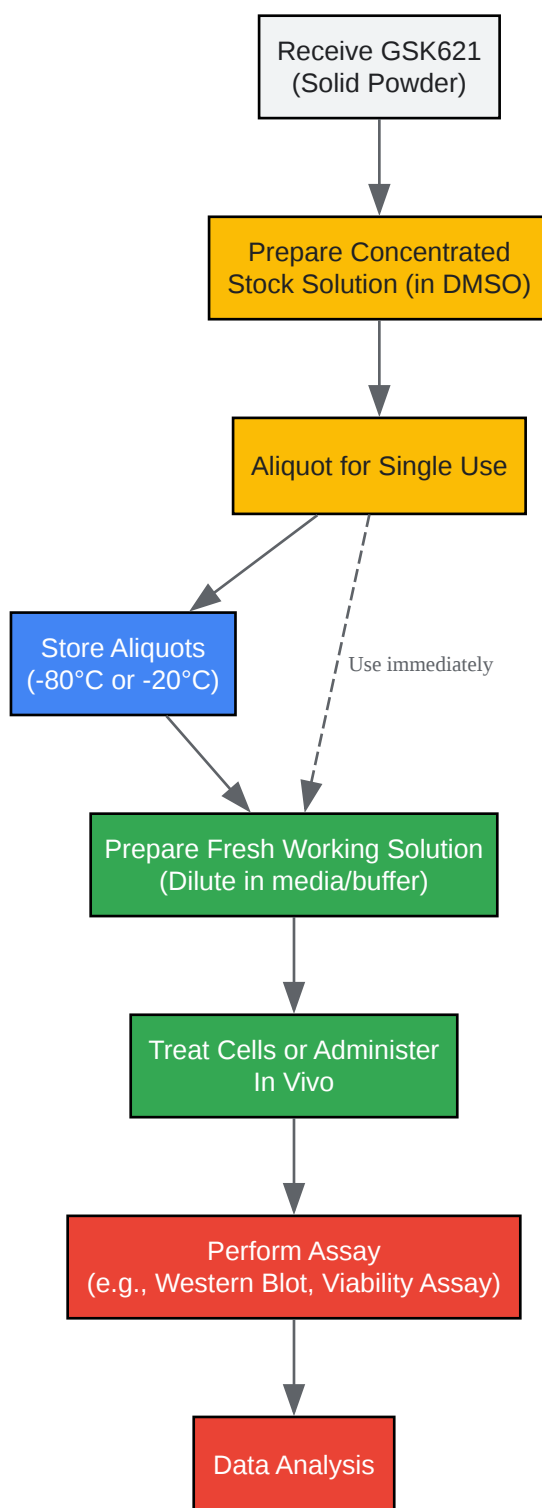 Receive GSK621
(Solid Powder)
Prepare Concentrated
Stock Solution (in DMSO)
Aliquot for Single Use
Store Aliquots
(-80°C or -20°C)
Use immediately
Prepare Fresh Working Solution
(Dilute in media/buffer)
Treat Cells or Administer
In Vivo
Perform Assay
(e.g., Western Blot, Viability Assay)
Data Analysis